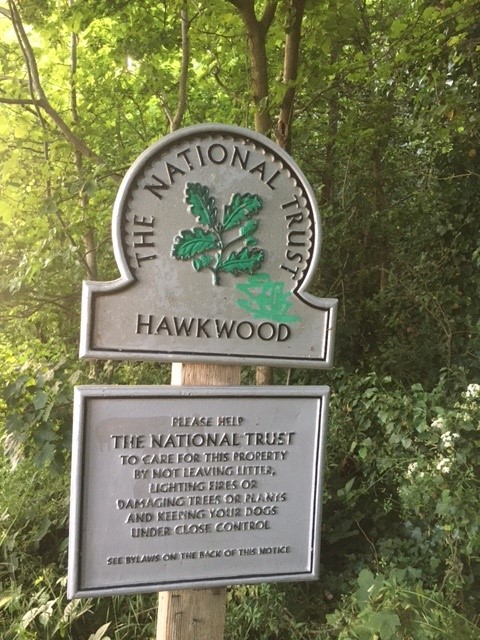 THE NATIONAL TRUST
HAWKWOOD
PLEASE HELP
THE NATIONAL TRUST
TO CARE FOR THIS PROPERTY
BY NOT LEAVING LITTER,
LIGHTING FIRES OR
DAMAGING TREES OR PLANTS
AND KEEPING YOUR DOGS
UNDER CLOSE CONTROL
SEE BYLAWS ON THE BACK OF THIS NOTICE